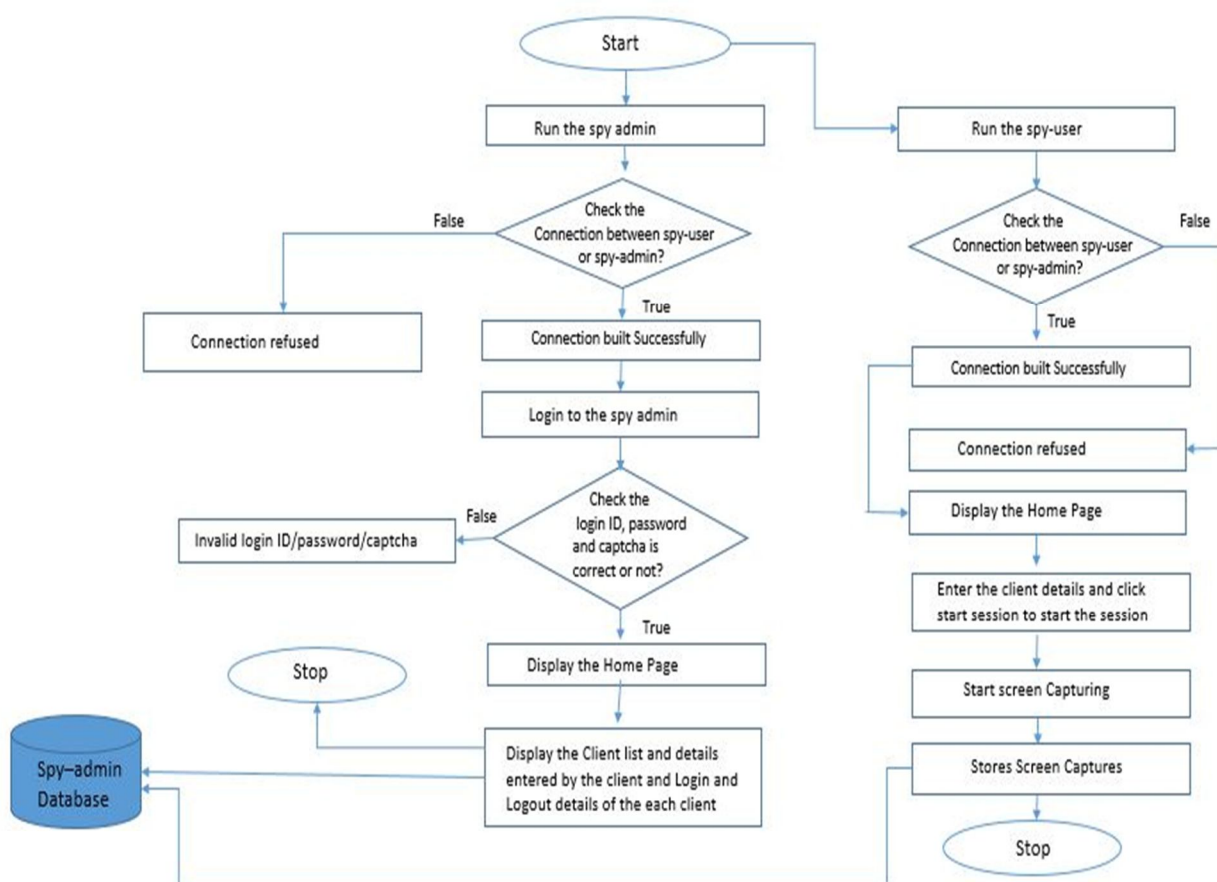 Start
Run the spy admin
Run the spy-user
Check the
Connection between spy-user
or spy-admin?
False
True
Check the
Connection between spy-user
or spy-admin?
False
True
Connection refused
Connection built Successfully
Connection built Successfully
Login to the spy admin
Connection refused
Check the
login ID, password
and captcha is
correct or not?
False
Invalid login ID/password/captcha
True
Display the Home Page
Enter the client details and click
start session to start the session
Stop
Display the Home Page
Start screen Capturing
Display the Client list and details
entered by the client and Login and
Logout details of the each client
Stores Screen Captures
Spy–admin
Database
Stop